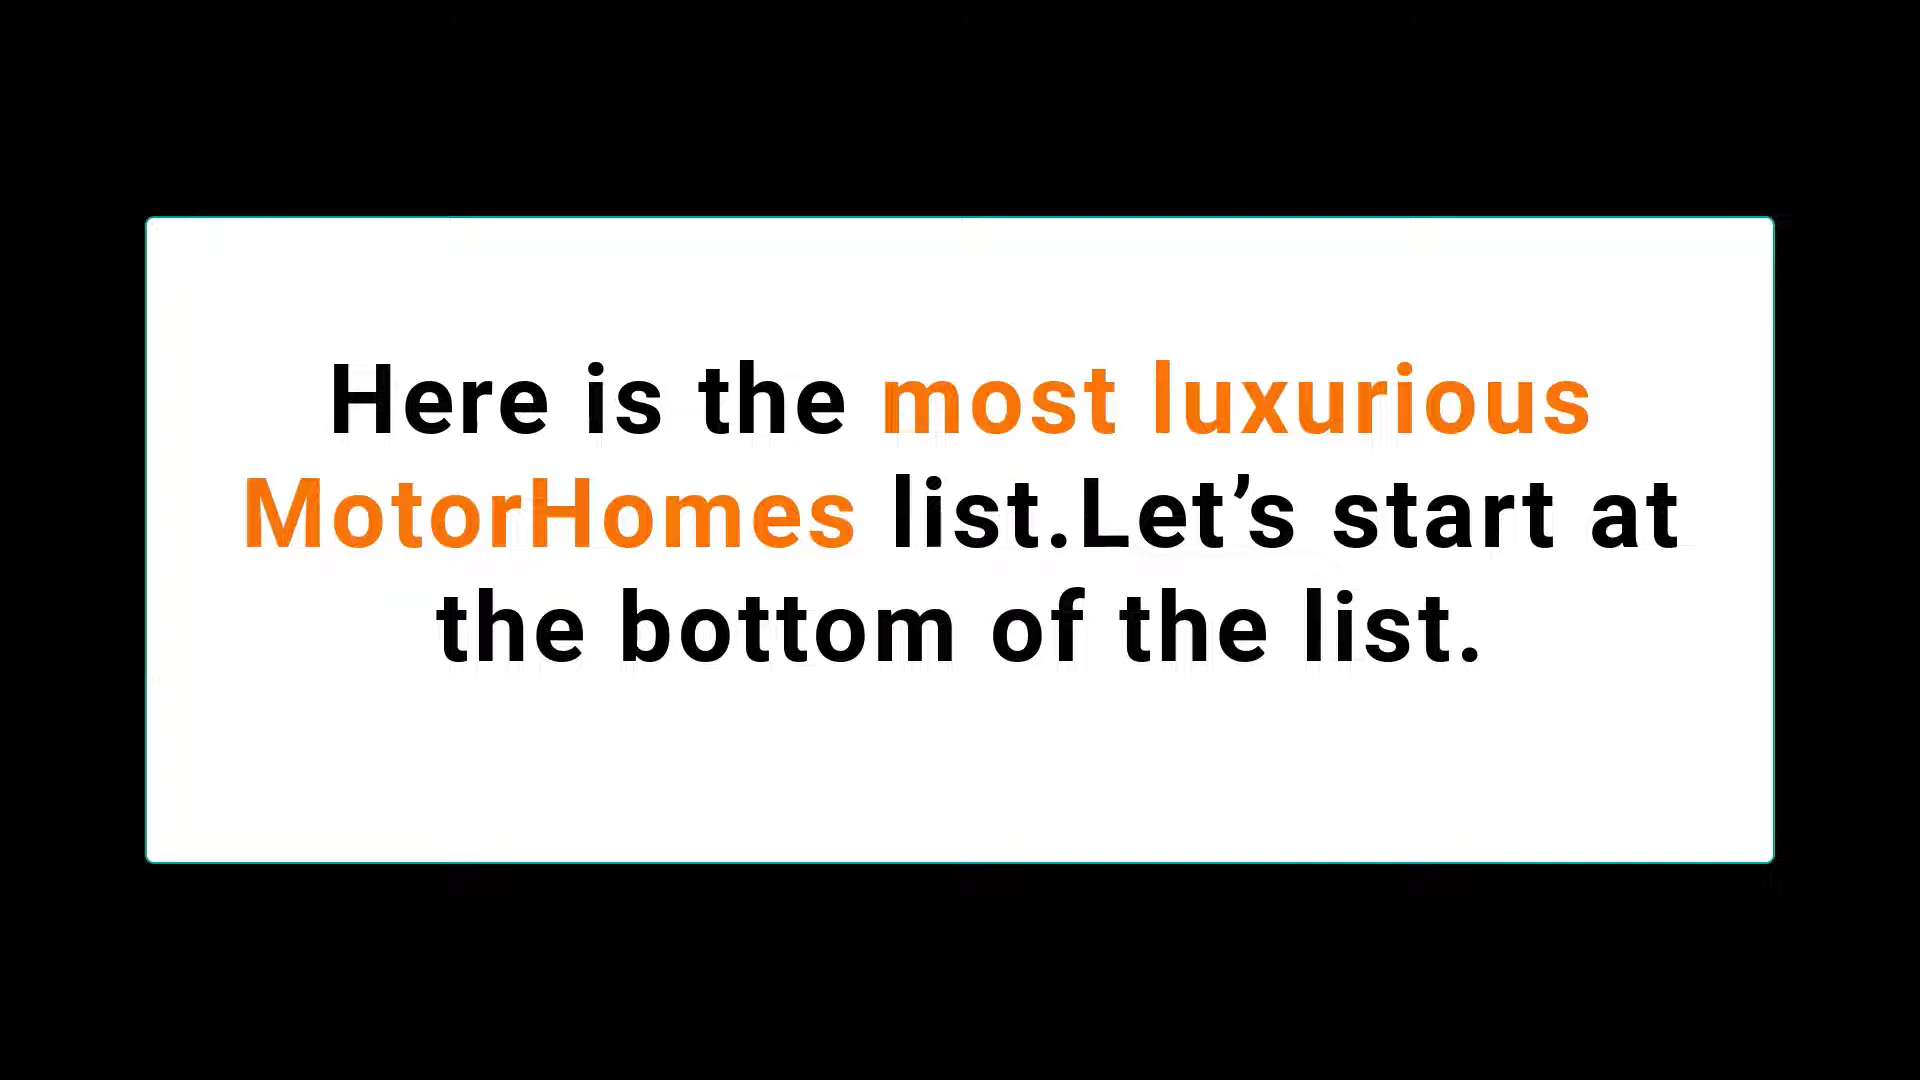 Here is the most luxurious
MotorHomes list.Let’s start at
the bottom of the list.